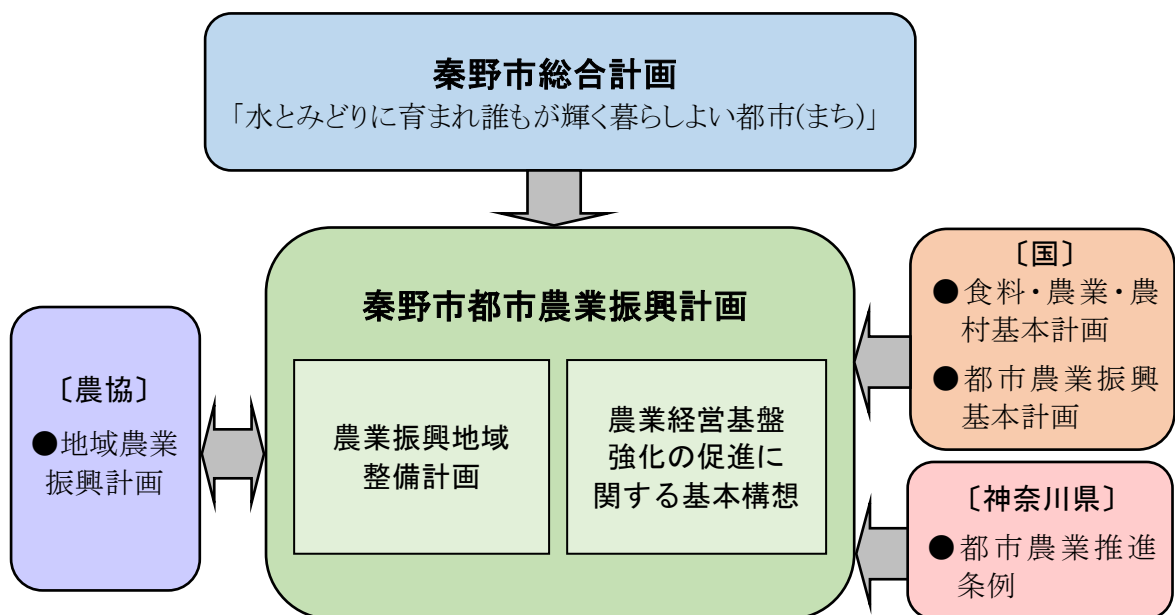 秦野市総合計画
「水とみどりに育まれ誰もが輝く暮らしよい都市(まち)」
秦野市都市農業振興計画
農業振興地域
整備計画
農業経営基盤
強化の促進に
関する基本構想
〔農協〕
●地域農業
振興計画
〔国〕
●食料・農業・農
村基本計画
●都市農業振興
基本計画
〔神奈川県〕
●都市農業推進
条例